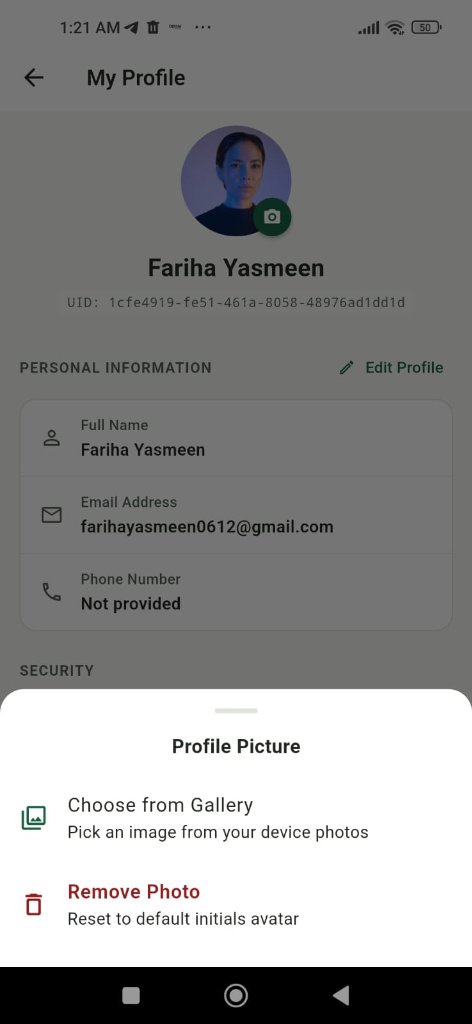 1:21 AM
50
My Profile
Fariha Yasmeen
UID: 1cfe4919-fe51-461a-8058-48976ad1dd1d
PERSONAL INFORMATION
Edit Profile
Full Name
Fariha Yasmeen
Email Address
farihayasmeen0612@gmail.com
Phone Number
Not provided
SECURITY
Profile Picture
Choose from Gallery
Pick an image from your device photos
Remove Photo
Reset to default initials avatar